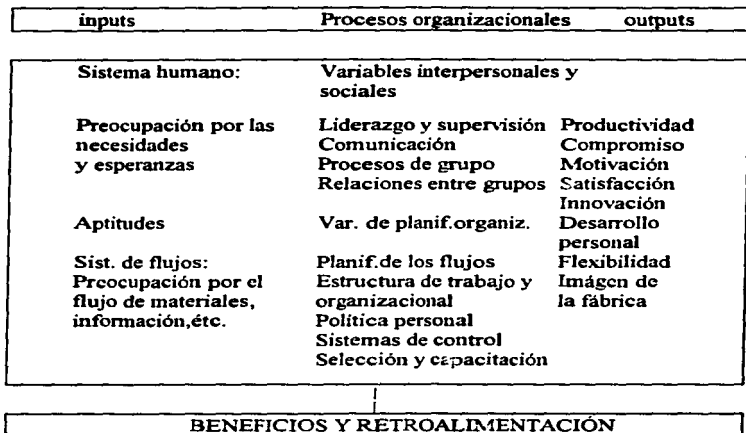 inputs Procesos organizacionales outputs
Sistema humano: Variables interpersonales y
sociales
Preocupación por las Liderazgo y supervisión Productividad
necesidades Comunicación Compromiso
y esperanzas Procesos de grupo Motivación
Relaciones entre grupos Satisfacción
Innovación
Aptitudes Var. de planif.organiz. Desarrollo
personal
Sist. de flujos: Planif.de los flujos Flexibilidad
Preocupación por el Estructura de trabajo y Imágen de
flujo de materiales, organizacional la fábrica
información,étc. Política personal
Sistemas de control
Selección y capacitación
BENEFICIOS Y RETROALIMENTACIÓN